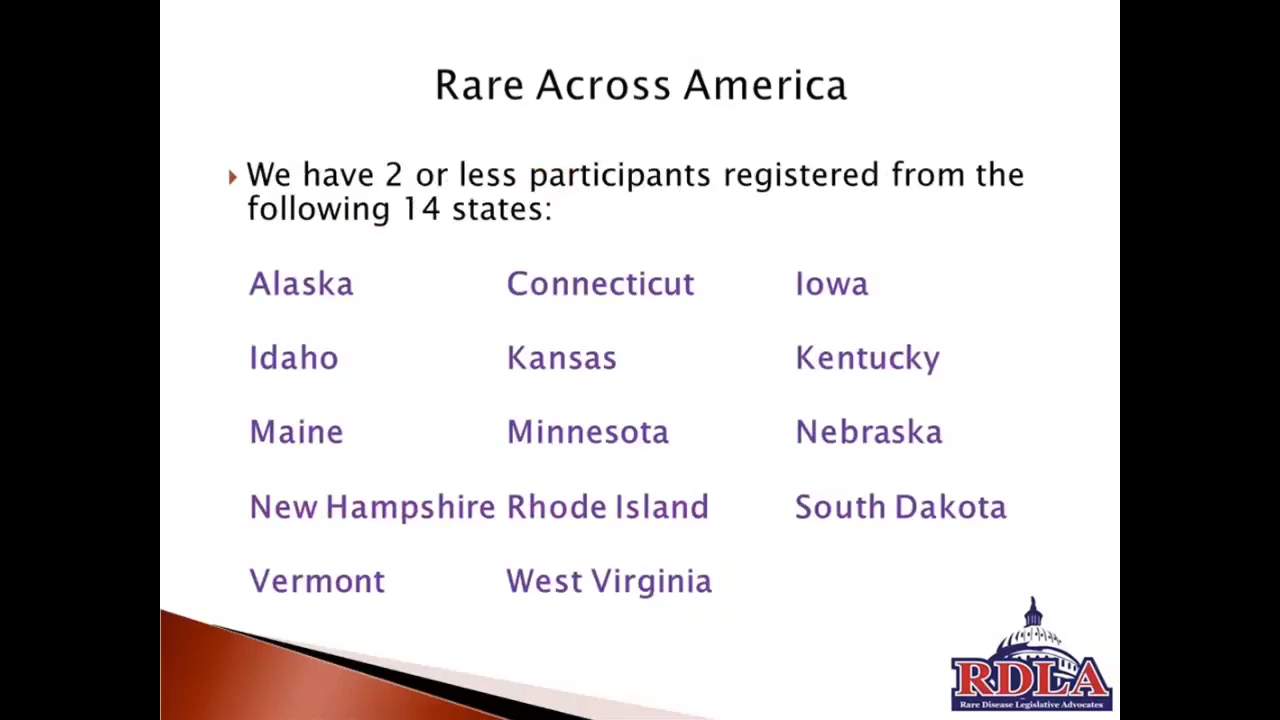 Rare Across America
We have 2 or less participants registered from the
following 14 states:
Alaska Connecticut Iowa
Idaho Kansas Kentucky
Maine Minnesota Nebraska
New Hampshire Rhode Island South Dakota
Vermont West Virginia
RDLA
Rare Disease Legislative Advocates